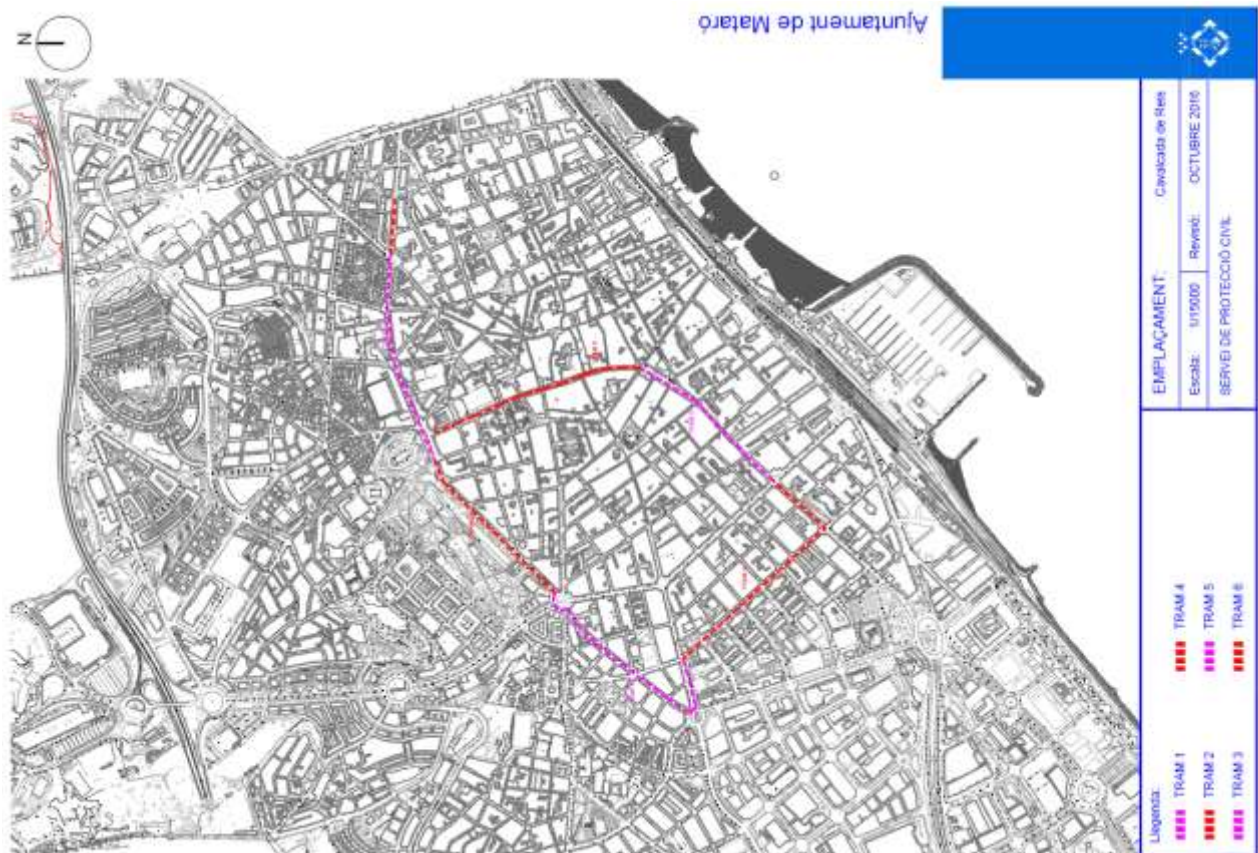 N
Ajuntament de Mataró
EMPLAÇAMENT:
Cavalcada de Reis
Escala: 1/15000
Revisió: OCTUBRE 2016
SERVEI DE PROTECCIÓ CIVIL
Llegenda:
TRAM 1
TRAM 2
TRAM 3
TRAM 4
TRAM 5
TRAM 6